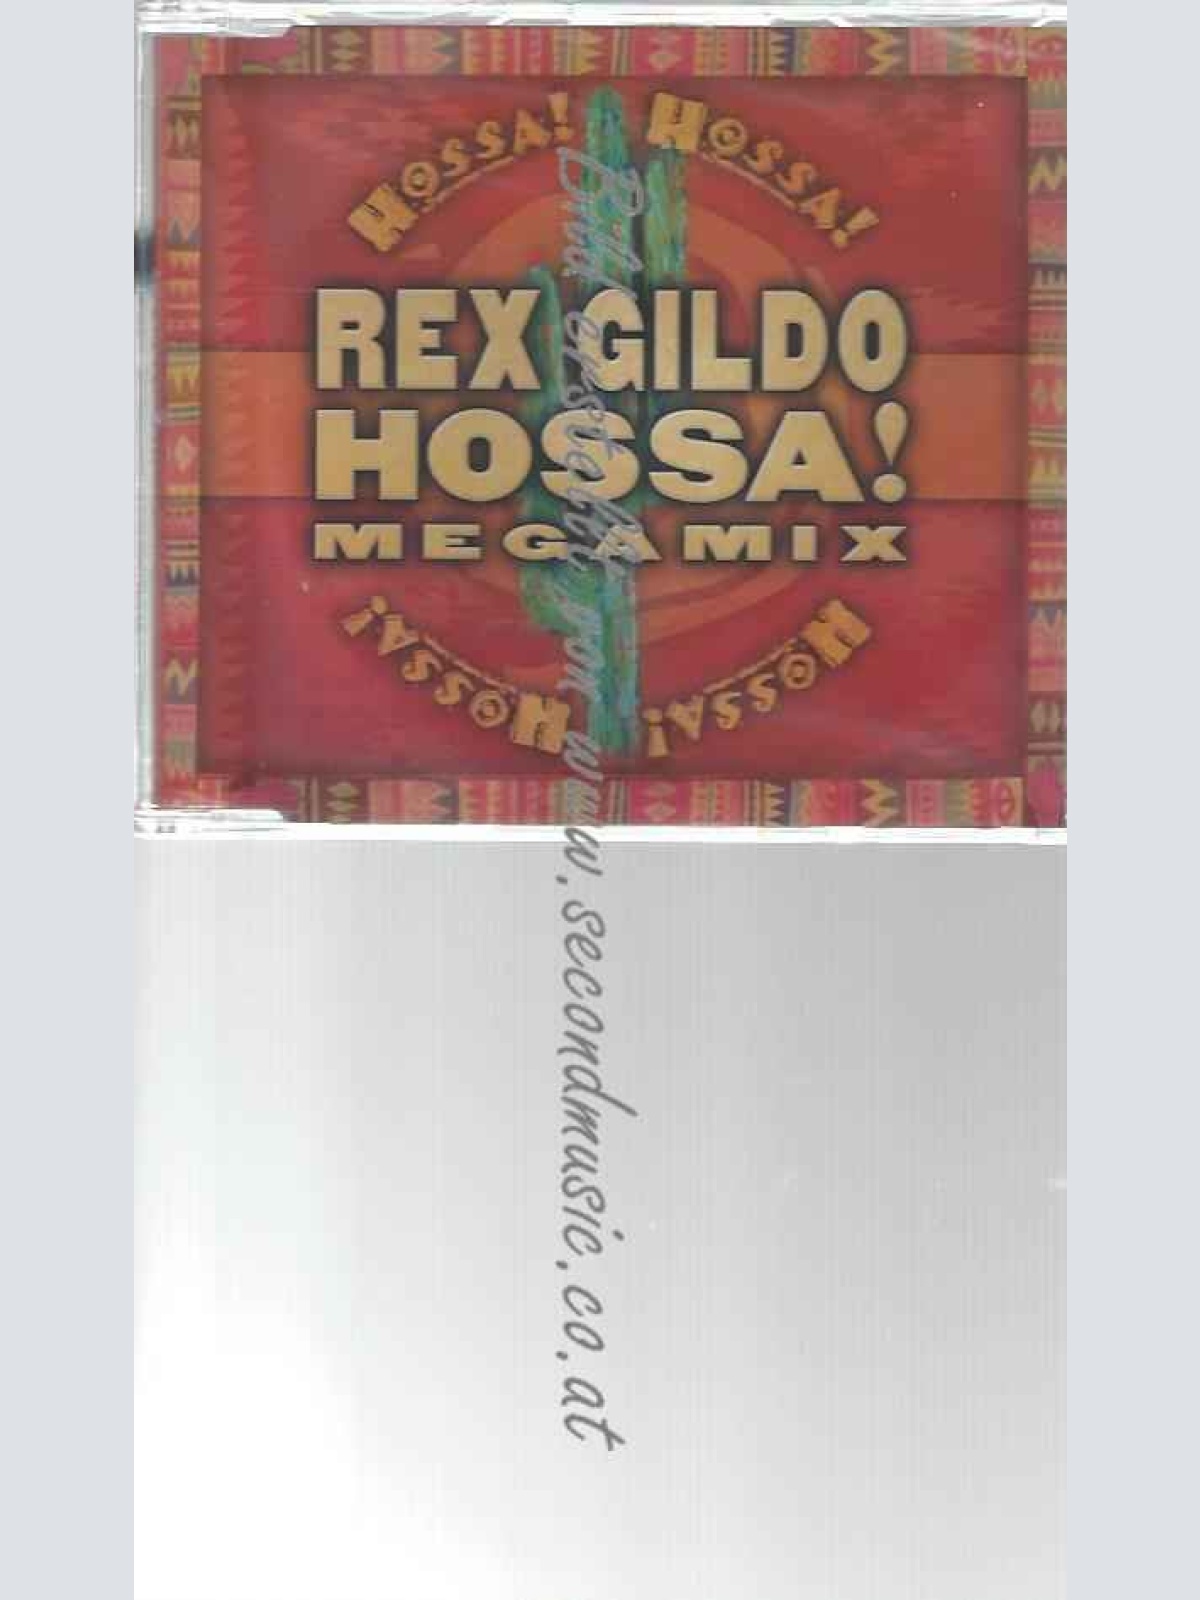 HOSSA! HOSSA!
REX GILDO
HOSSA!
MEGAMIX
HOSSA! HOSSA!
Bild erstellt von www.secondmusic.co.at